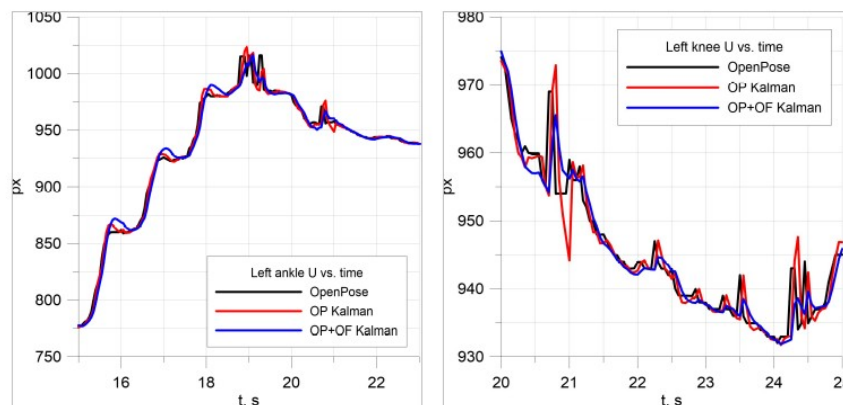 1050
1000
950
900
850
800
750
px
16
18
20
22
t, s
Left ankle U vs. time
OpenPose
OP Kalman
OP+OF Kalman
980
970
960
950
940
930
px
20
21
22
23
24
t, s
Left knee U vs. time
OpenPose
OP Kalman
OP+OF Kalman